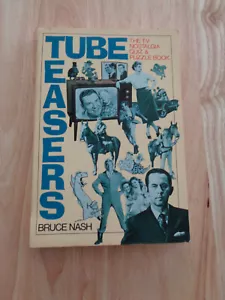 TUBE
TEASERS
THE TV
NOSTALGIA
QUIZ &
PUZZLE BOOK
BRUCE NASH